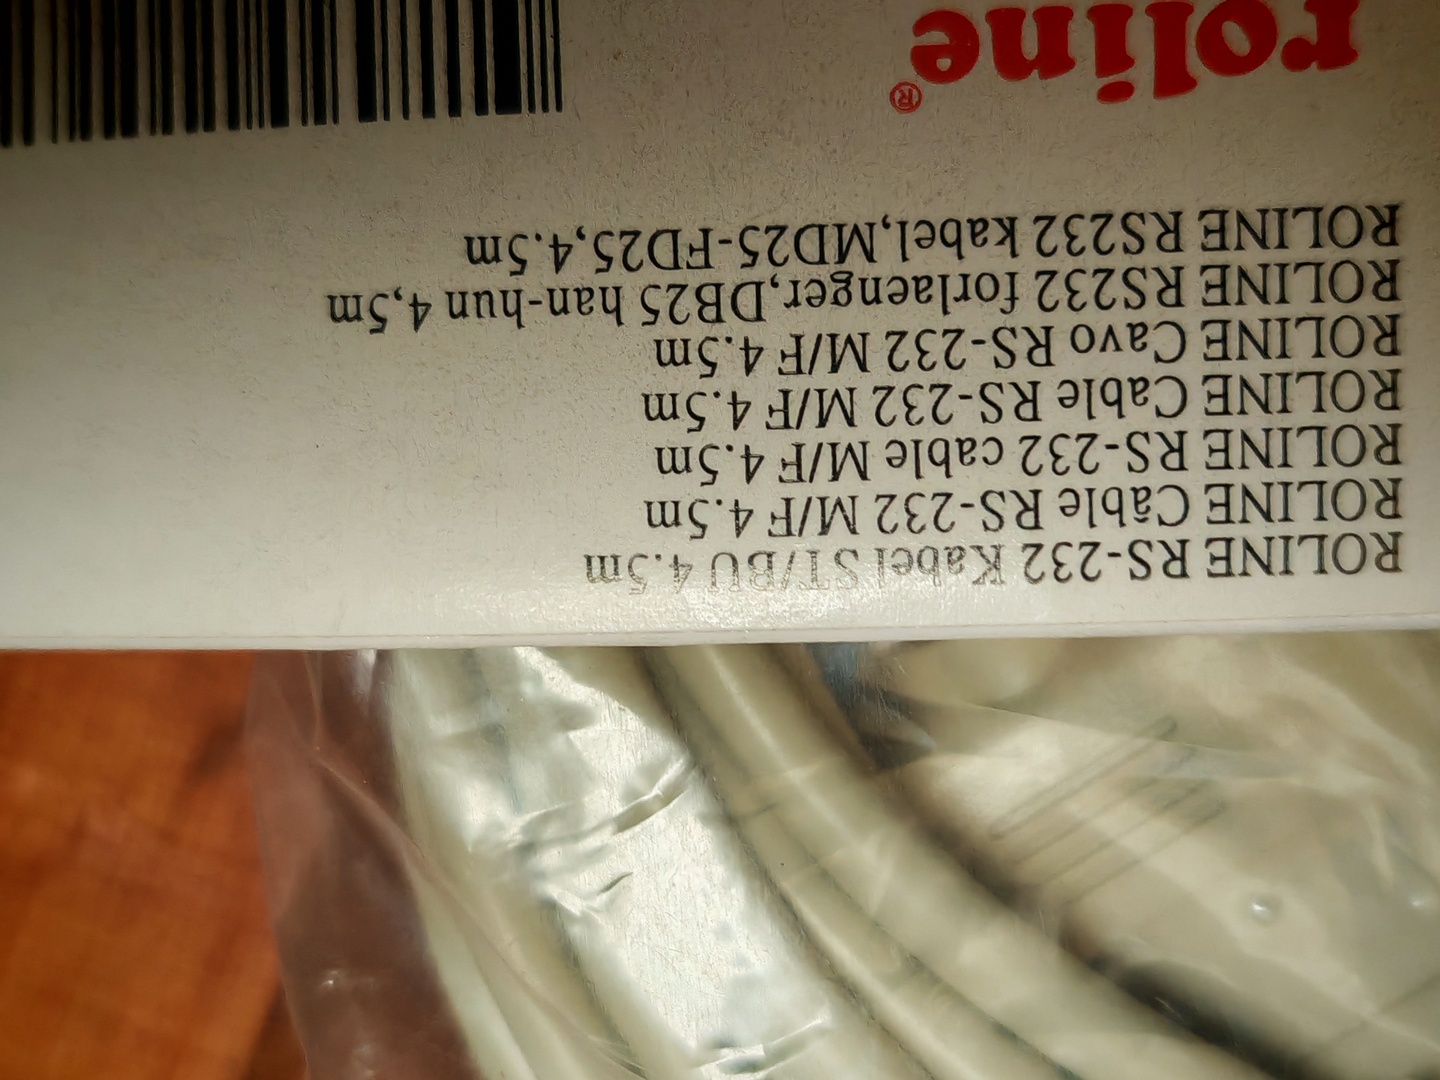 ROLINE RS-232 Kabel ST/BU 4.5m
ROLINE Câble RS-232 M/F 4.5m
ROLINE RS-232 cable M/F 4.5m
ROLINE Cable RS-232 M/F 4.5m
ROLINE Cavo RS-232 M/F 4.5m
ROLINE RS232 forlaenger,DB25 han-hun 4,5m
ROLINE RS232 kabel,MD25-FD25,4.5m
roline®